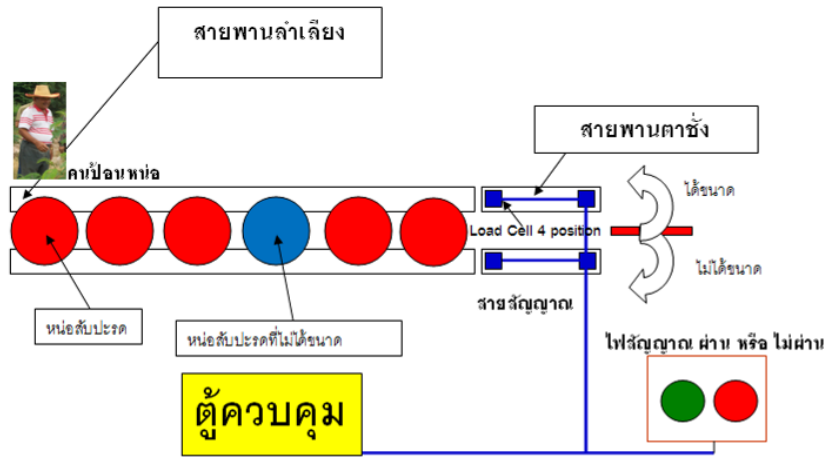 สายพานลำเลียง
สายพานตาชั่ง
คนป้อนหน่อ
ได้ขนาด
Load Cell 4 position
ไม่ได้ขนาด
สายสัญญาณ
หน่อสับปะรด
หน่อสับปะรดที่ไม่ได้ขนาด
ไฟสัญญาณ ผ่าน หรือ ไม่ผ่าน
ตู้ควบคุม